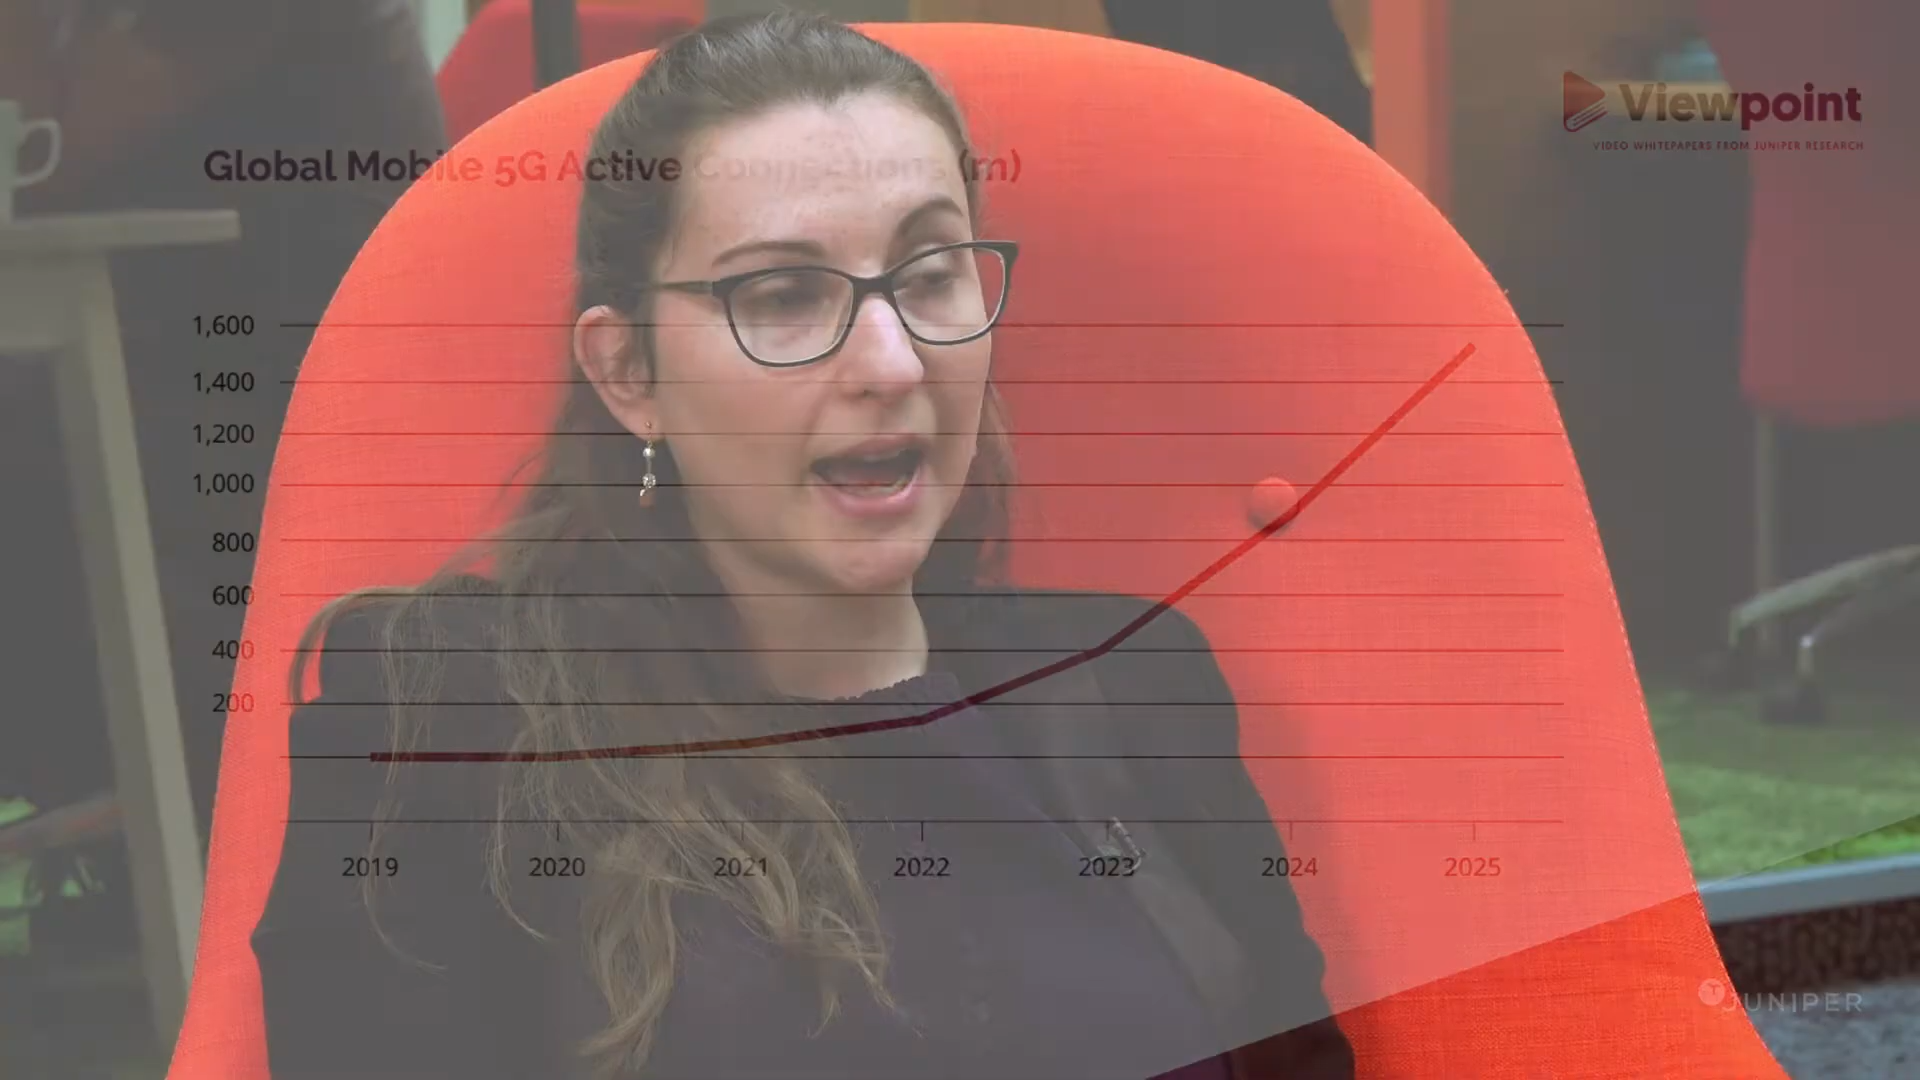 Viewpoint
VIDEO WHITEPAPERS FROM JUNIPER RESEARCH
Global Mobile 5G Active Connections (m)
1,600
1,400
1,200
1,000
800
600
400
200
2019 2020 2021 2022 2023 2024 2025
JUNIPER